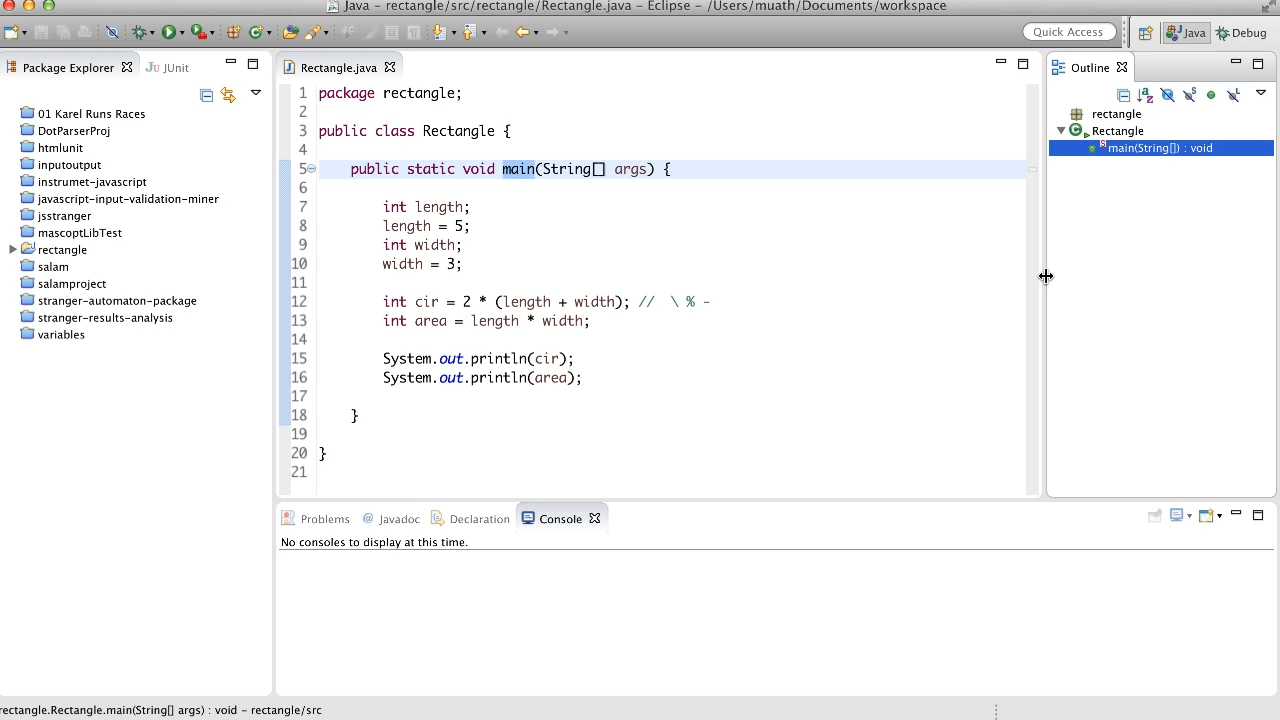 Java - rectangle/src/rectangle/Rectangle.java - Eclipse - /Users/muath/Documents/workspace
Quick Access
Java
Debug
Package Explorer
JUnit
01 Karel Runs Races
DotParserProj
htmlunit
inputoutput
instrumet-javascript
javascript-input-validation-miner
jsstranger
mascoptLibTest
rectangle
salam
salamproject
stranger-automaton-package
stranger-results-analysis
variables
Rectangle.java
1 package rectangle;
2
3 public class Rectangle {
4
5 public static void main(String[] args) {
6
7 int length;
8 length = 5;
9 int width;
10 width = 3;
11
12 int cir = 2 * (length + width); // \ % -
13 int area = length * width;
14
15 System.out.println(cir);
16 System.out.println(area);
17
18 }
19
20 }
21
Outline
rectangle
Rectangle
main(String[]) : void
Problems
@ Javadoc
Declaration
Console
No consoles to display at this time.
rectangle.Rectangle.main(String[] args) : void - rectangle/src